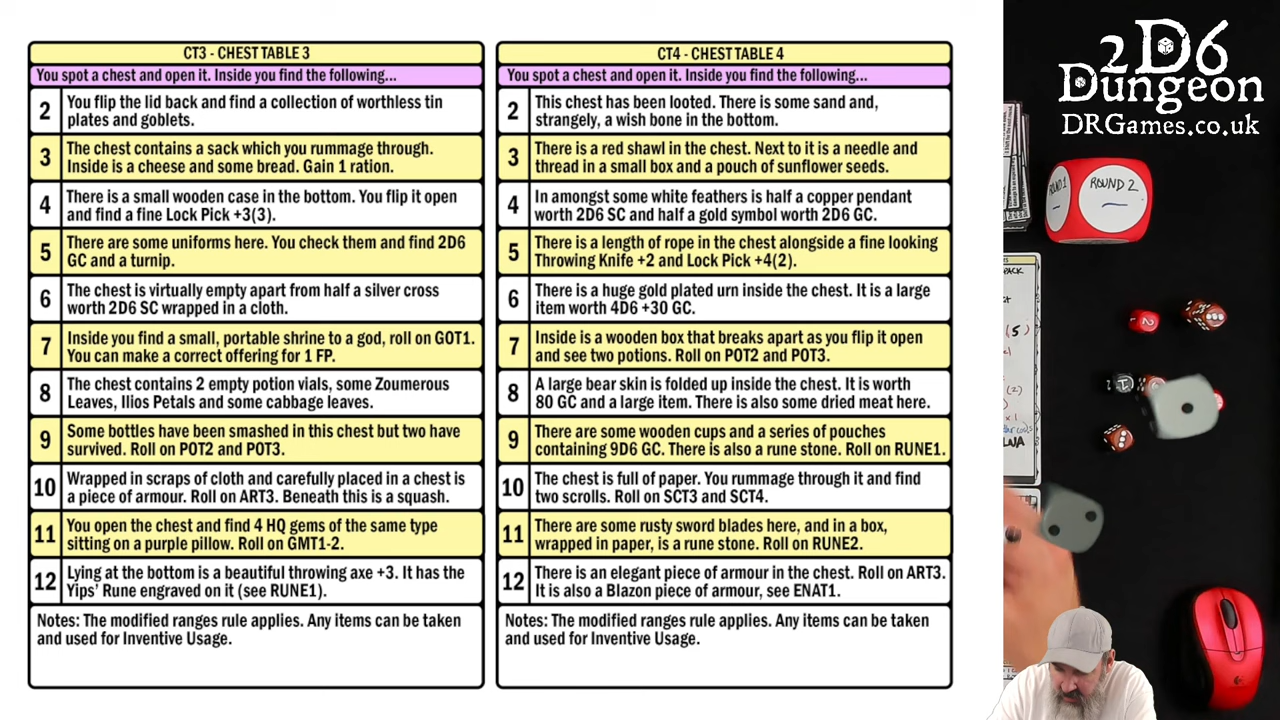 CT3 - CHEST TABLE 3
You spot a chest and open it. Inside you find the following...
2 You flip the lid back and find a collection of worthless tin
plates and goblets.
3 The chest contains a sack which you rummage through.
Inside is a cheese and some bread. Gain 1 ration.
4 There is a small wooden case in the bottom. You flip it open
and find a fine Lock Pick +3(3).
5 There are some uniforms here. You check them and find 2D6
GC and a turnip.
6 The chest is virtually empty apart from half a silver cross
worth 2D6 SC wrapped in a cloth.
7 Inside you find a small, portable shrine to a god, roll on GOT1.
You can make a correct offering for 1 FP.
8 The chest contains 2 empty potion vials, some Zoumerous
Leaves, Ilios Petals and some cabbage leaves.
9 Some bottles have been smashed in this chest but two have
survived. Roll on POT2 and POT3.
10 Wrapped in scraps of cloth and carefully placed in a chest is
a piece of armour. Roll on ART3. Beneath this is a squash.
11 You open the chest and find 4 HQ gems of the same type
sitting on a purple pillow. Roll on GMT1-2.
12 Lying at the bottom is a beautiful throwing axe +3. It has the
Yips' Rune engraved on it (see RUNE1).
Notes: The modified ranges rule applies. Any items can be taken
and used for Inventive Usage.
CT4 - CHEST TABLE 4
You spot a chest and open it. Inside you find the following...
2 This chest has been looted. There is some sand and,
strangely, a wish bone in the bottom.
3 There is a red shawl in the chest. Next to it is a needle and
thread in a small box and a pouch of sunflower seeds.
4 In amongst some white feathers is half a copper pendant
worth 2D6 SC and half a gold symbol worth 2D6 GC.
5 There is a length of rope in the chest alongside a fine looking
Throwing Knife +2 and Lock Pick +4(2).
6 There is a huge gold plated urn inside the chest. It is a large
item worth 4D6 +30 GC.
7 Inside is a wooden box that breaks apart as you flip it open
and see two potions. Roll on POT2 and POT3.
8 A large bear skin is folded up inside the chest. It is worth
80 GC and a large item. There is also some dried meat here.
9 There are some wooden cups and a series of pouches
containing 9D6 GC. There is also a rune stone. Roll on RUNE1.
10 The chest is full of paper. You rummage through it and find
two scrolls. Roll on SCT3 and SCT4.
11 There are some rusty sword blades here, and in a box,
wrapped in paper, is a rune stone. Roll on RUNE2.
12 There is an elegant piece of armour in the chest. Roll on ART3.
It is also a Blazon piece of armour, see ENAT1.
Notes: The modified ranges rule applies. Any items can be taken
and used for Inventive Usage.
2D6
Dungeon
DRGames.co.uk
ROUND 1
ROUND 2
PACK
(5)
(2)